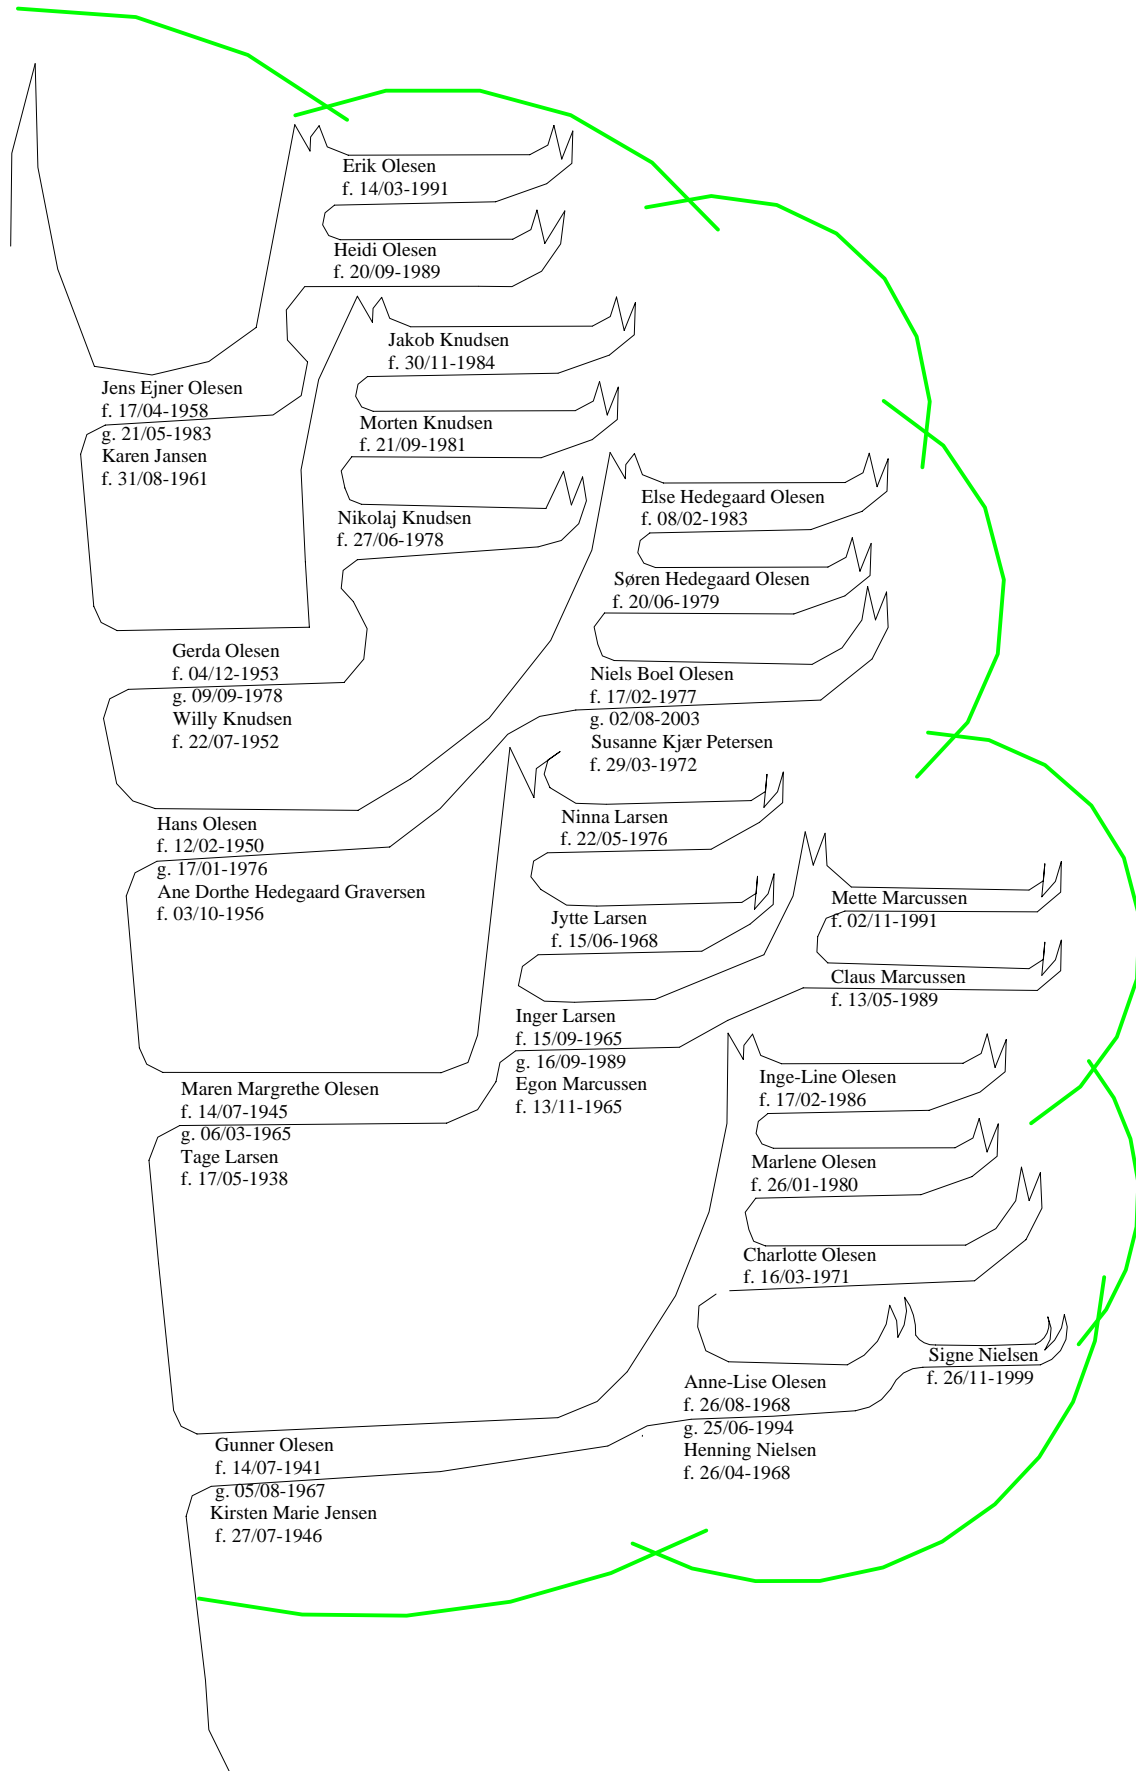 Erik Olesen
f. 14/03-1991
Heidi Olesen
f. 20/09-1989
Jakob Knudsen
f. 30/11-1984
Jens Ejner Olesen
f. 17/04-1958
g. 21/05-1983
Karen Jansen
f. 31/08-1961
Morten Knudsen
f. 21/09-1981
Nikolaj Knudsen
f. 27/06-1978
Else Hedegaard Olesen
f. 08/02-1983
Søren Hedegaard Olesen
f. 20/06-1979
Gerda Olesen
f. 04/12-1953
g. 09/09-1978
Willy Knudsen
f. 22/07-1952
Niels Boel Olesen
f. 17/02-1977
g. 02/08-2003
Susanne Kjær Petersen
f. 29/03-1972
Hans Olesen
f. 12/02-1950
g. 17/01-1976
Ane Dorthe Hedegaard Graversen
f. 03/10-1956
Ninna Larsen
f. 22/05-1976
Jytte Larsen
f. 15/06-1968
Mette Marcussen
f. 02/11-1991
Claus Marcussen
f. 13/05-1989
Inger Larsen
f. 15/09-1965
g. 16/09-1989
Egon Marcussen
f. 13/11-1965
Maren Margrethe Olesen
f. 14/07-1945
g. 06/03-1965
Tage Larsen
f. 17/05-1938
Inge-Line Olesen
f. 17/02-1986
Marlene Olesen
f. 26/01-1980
Charlotte Olesen
f. 16/03-1971
Signe Nielsen
f. 26/11-1999
Anne-Lise Olesen
f. 26/08-1968
g. 25/06-1994
Henning Nielsen
f. 26/04-1968
Gunner Olesen
f. 14/07-1941
g. 05/08-1967
Kirsten Marie Jensen
f. 27/07-1946